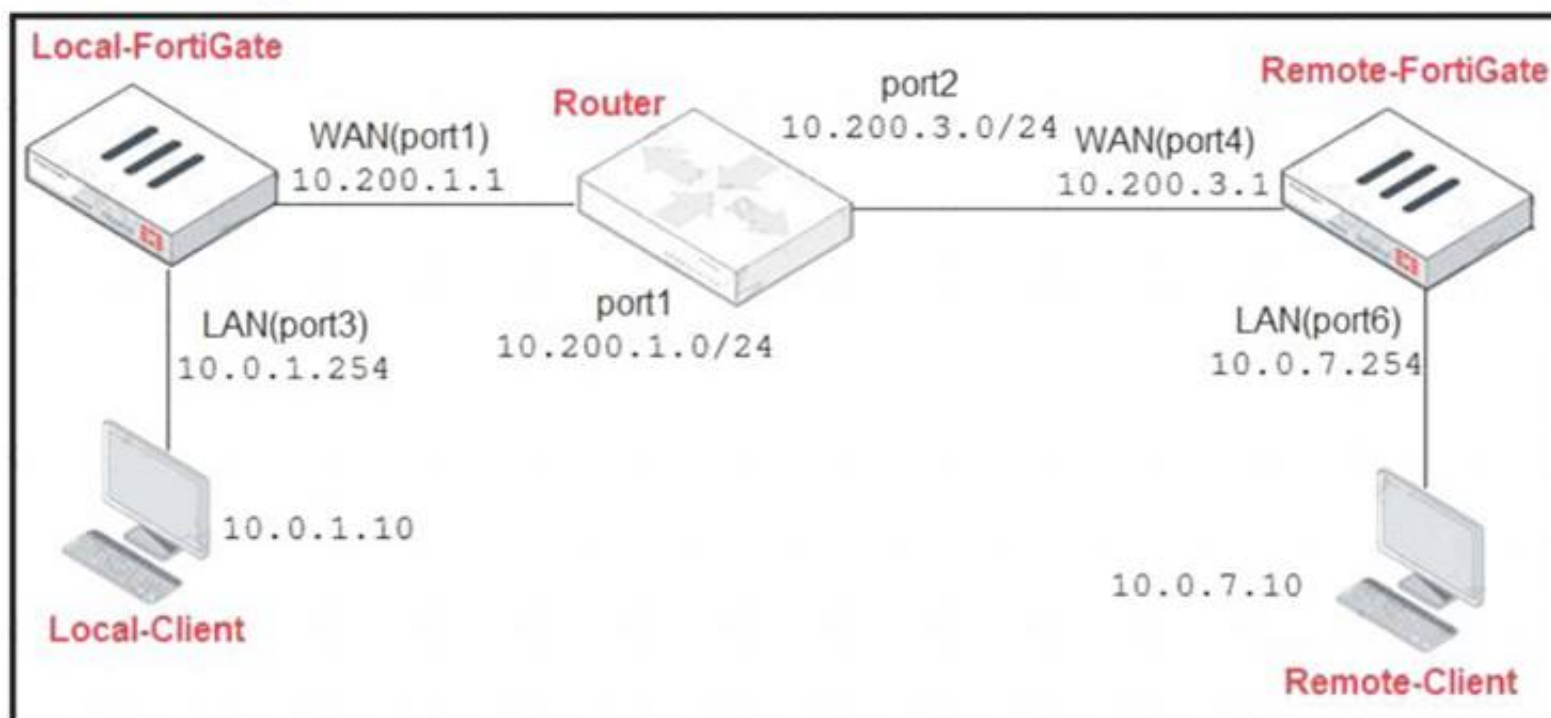 Local-FortiGate
WAN(port1)
10.200.1.1
Router
port2
10.200.3.0/24
Remote-FortiGate
WAN(port4)
10.200.3.1
LAN(port3)
10.0.1.254
port1
10.200.1.0/24
LAN(port6)
10.0.7.254
10.0.1.10
Local-Client
10.0.7.10
Remote-Client